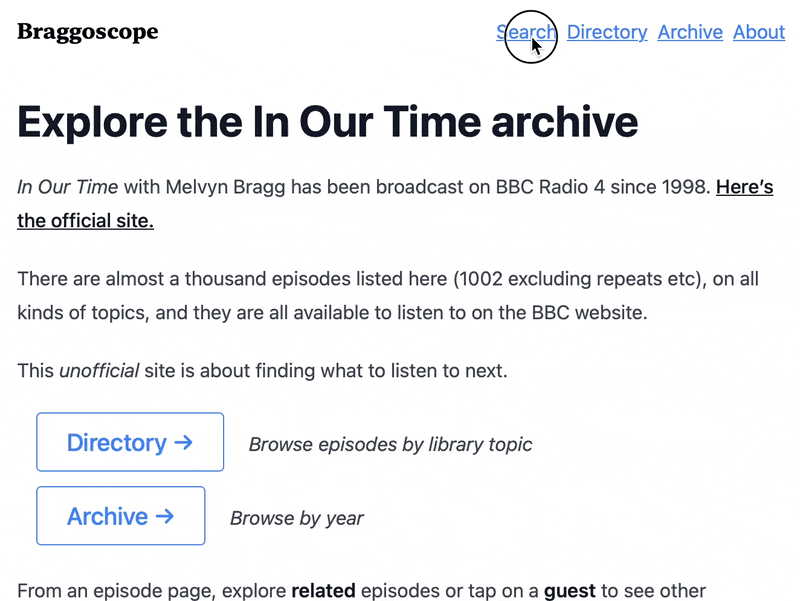 Braggoscope
Search Directory Archive About
Explore the In Our Time archive
In Our Time with Melvyn Bragg has been broadcast on BBC Radio 4 since 1998. Here’s
the official site.
There are almost a thousand episodes listed here (1002 excluding repeats etc), on all
kinds of topics, and they are all available to listen to on the BBC website.
This unofficial site is about finding what to listen to next.
Directory → Browse episodes by library topic
Archive → Browse by year
From an episode page, explore related episodes or tap on a guest to see other